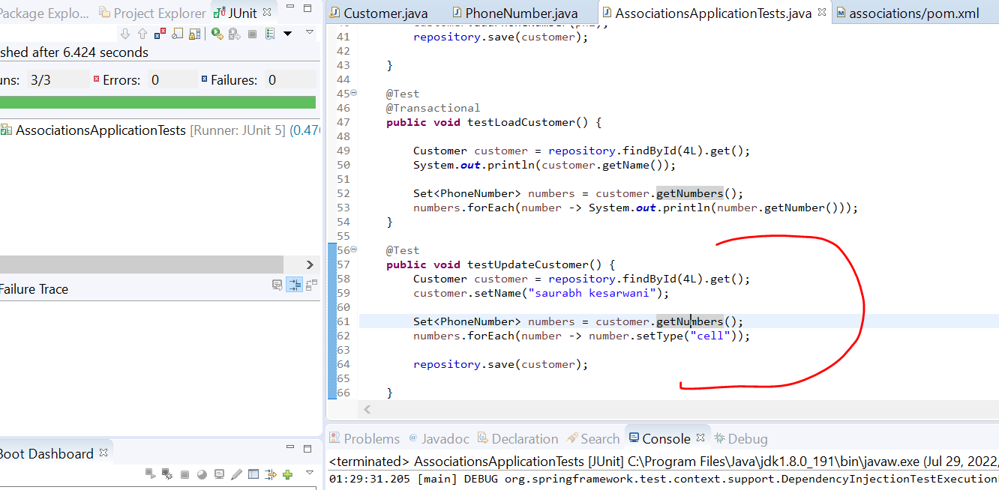 Package Explo... Project Explorer JUnit
shed after 6.424 seconds
uns: 3/3 Errors: 0 Failures: 0
AssociationsApplicationTests [Runner: JUnit 5] (0.47
Failure Trace
Boot Dashboard
Customer.java PhoneNumber.java AssociationsApplicationTests.java associations/pom.xml
41 repository.save(customer);
42
43 }
44
45 @Test
46 @Transactional
47 public void testLoadCustomer() {
48
49 Customer customer = repository.findById(4L).get();
50 System.out.println(customer.getName());
51
52 Set<PhoneNumber> numbers = customer.getNumbers();
53 numbers.forEach(number -> System.out.println(number.getNumber()));
54 }
55
56 @Test
57 public void testUpdateCustomer() {
58 Customer customer = repository.findById(4L).get();
59 customer.setName("saurabh kesarwani");
60
61 Set<PhoneNumber> numbers = customer.getNumbers();
62 numbers.forEach(number -> number.setType("cell"));
63
64 repository.save(customer);
65
66 }
Problems Javadoc Declaration Search Console Debug
<terminated> AssociationsApplicationTests [JUnit] C:\Program Files\Java\jdk1.8.0_191\bin\javaw.exe (Jul 29, 2022,
01:29:31.205 [main] DEBUG org.springframework.test.context.support.DependencyInjectionTestExecution